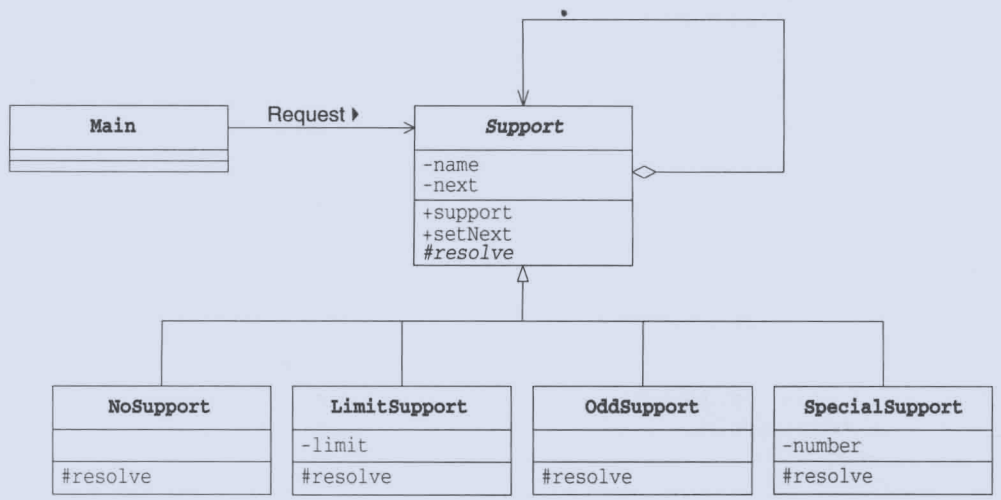 Main
Request
Support
-name
-next
+support
+setNext
#resolve
NoSupport
#resolve
LimitSupport
-limit
#resolve
OddSupport
#resolve
SpecialSupport
-number
#resolve